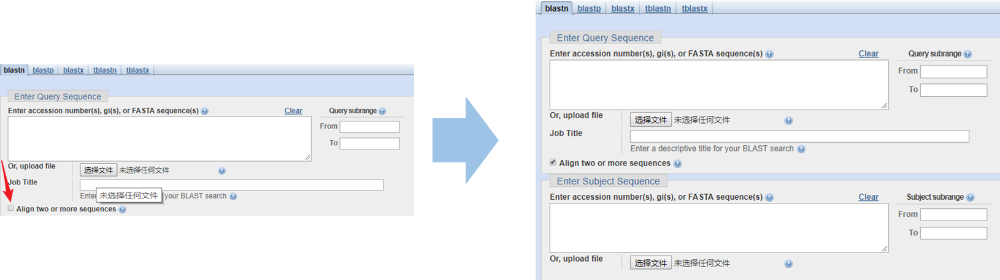 blastn blastp blastx tblastn tblastx
Enter Query Sequence
Enter accession number(s), gi(s), or FASTA sequence(s) Clear Query subrange
From
To
Or, upload file 选择文件 未选择任何文件
Job Title
Enter 未选择任何文件 your BLAST search
Align two or more sequences
blastn blastp blastx tblastn tblastx
Enter Query Sequence
Enter accession number(s), gi(s), or FASTA sequence(s) Clear Query subrange
From
To
Or, upload file 选择文件 未选择任何文件
Job Title
Enter a descriptive title for your BLAST search
Align two or more sequences
Enter Subject Sequence
Enter accession number(s), gi(s), or FASTA sequence(s) Clear Subject subrange
From
To
Or, upload file 选择文件 未选择任何文件